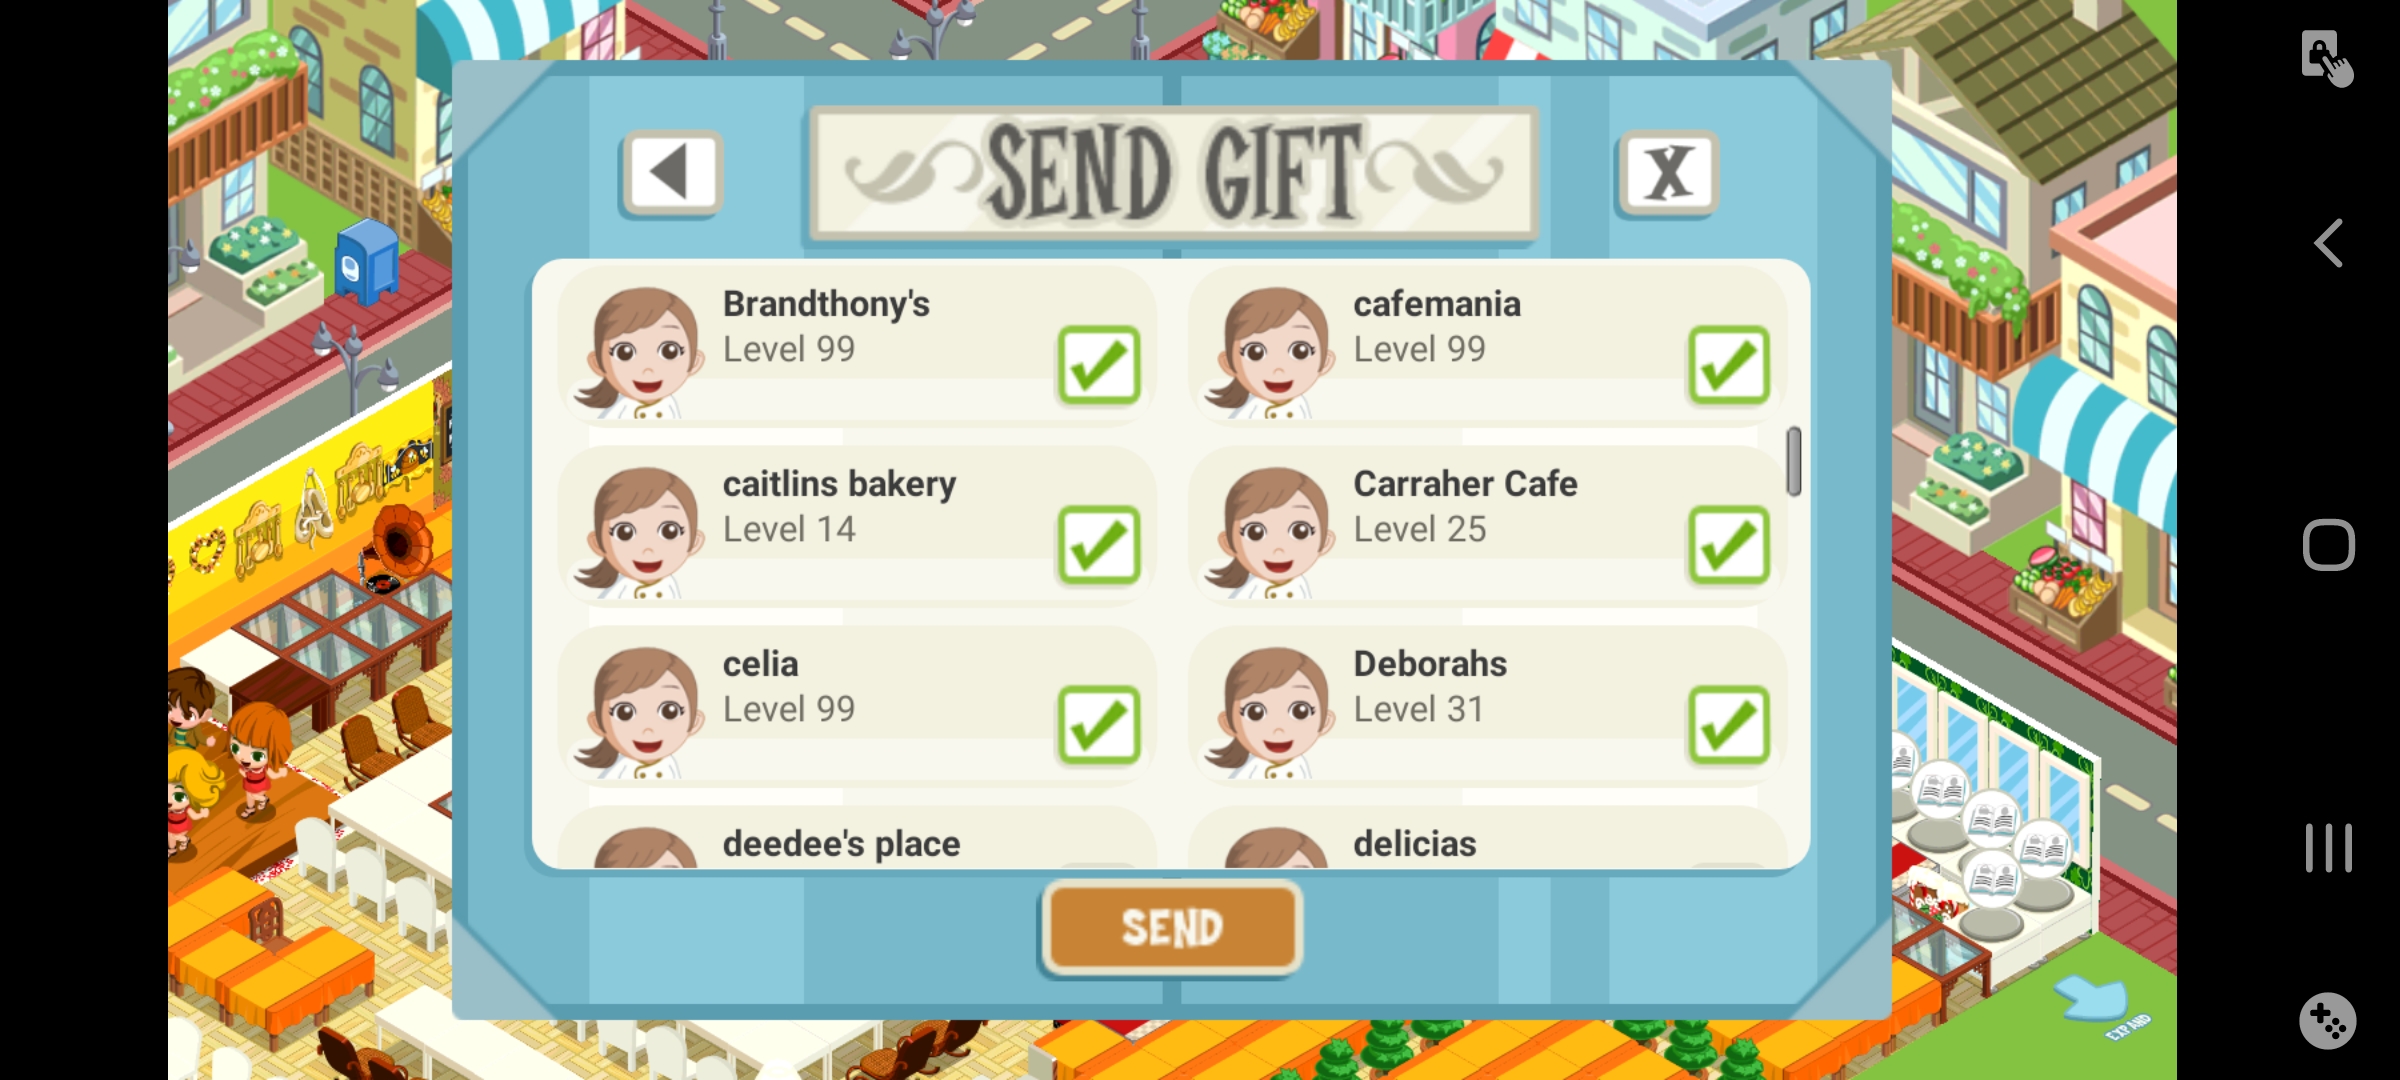 SEND GIFT
X
Brandthony's
Level 99
cafemania
Level 99
caitlins bakery
Level 14
Carraher Cafe
Level 25
celia
Level 99
Deborahs
Level 31
deedee's place
delicias
SEND
EXPAND